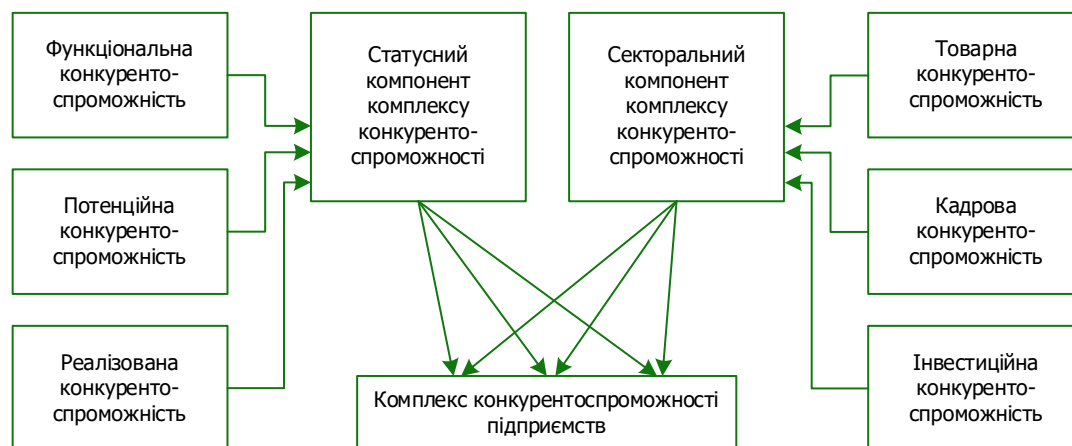 Функціональна
конкуренто-
спроможність
Статусний
компонент
комплексу
конкуренто-
спроможності
Секторальний
компонент
комплексу
конкуренто-
спроможності
Товарна
конкуренто-
спроможність
Потенційна
конкуренто-
спроможність
Кадрова
конкуренто-
спроможність
Реалізована
конкуренто-
спроможність
Комплекс конкурентоспроможності
підприємств
Інвестиційна
конкуренто-
спроможність